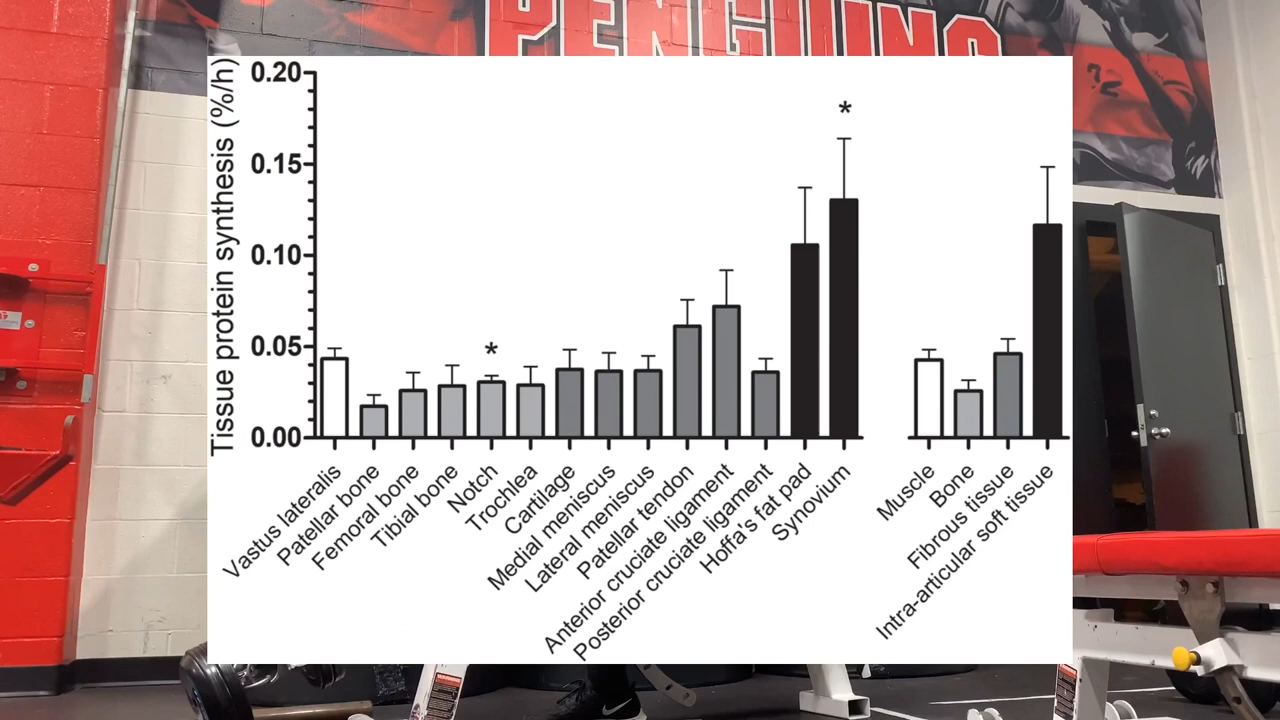 PENGUINS
Tissue protein synthesis (%/h)
0.20
0.15
0.10
0.05
0.00
*
*
Vastus lateralis
Patellar bone
Femoral bone
Tibial bone
Notch
Trochlea
Cartilage
Medial meniscus
Lateral meniscus
Patellar tendon
Anterior cruciate ligament
Posterior cruciate ligament
Hoffa's fat pad
Synovium
Muscle
Bone
Fibrous tissue
Intra-articular soft tissue